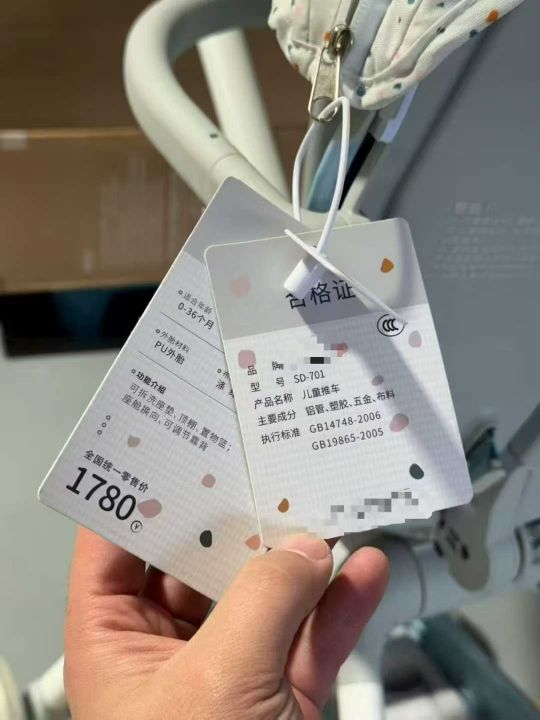 适合年龄
0-36个月
外胎材料
PU外胎
功能介绍
可拆洗座垫、顶棚、置物篮；
座舱换向，可调节靠背
全国统一零售价
1780
合格证
CCC
品 牌
型 号 SD-701
产品名称 儿童推车
主要成分 铝管、塑胶、五金、布料
执行标准 GB14748-2006
GB19865-2005